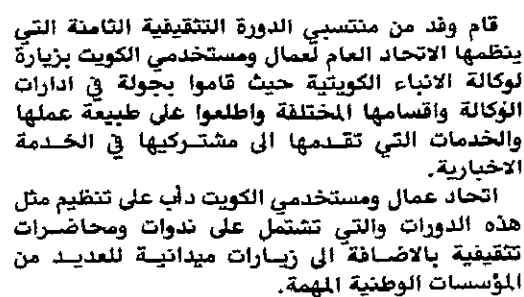 قام وفد من منتسبي الدورة التثقيفية الثامنة التي
ينظمها الاتحاد العام لعمال ومستخدمي الكويت بزيارة
لوكالة الانباء الكويتية حيث قاموا بجولة في ادارات
الوكالة واقسامها المختلفة واطلعوا على طبيعة عملها
والخدمات التي تقدمها الى مشتركيها في الخدمة
الاخبارية.
اتحاد عمال ومستخدمي الكويت دأب على تنظيم مثل
هذه الدورات والتي تشتمل على ندوات ومحاضرات
تثقيفية بالاضافة الى زيارات ميدانية للعديد من
المؤسسات الوطنية المهمة.